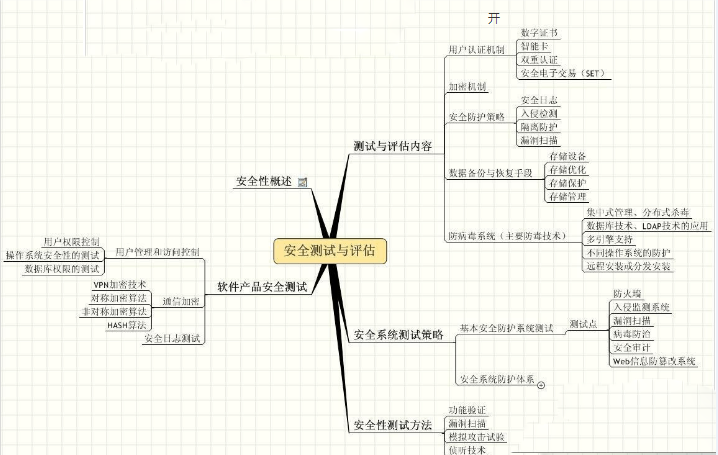 开
安全测试与评估
安全性概述
软件产品安全测试
用户管理和访问控制
用户权限控制
操作系统安全性的测试
数据库权限的测试
通信加密
VPN加密技术
对称加密算法
非对称加密算法
HASH算法
安全日志测试
测试与评估内容
用户认证机制
数字证书
智能卡
双重认证
安全电子交易（SET）
加密机制
安全防护策略
安全日志
入侵检测
隔离防护
漏洞扫描
数据备份与恢复手段
存储设备
存储优化
存储保护
存储管理
防病毒系统（主要防毒技术）
集中式管理、分布式杀毒
数据库技术、LDAP技术的应用
多引擎支持
不同操作系统的防护
远程安装或分发安装
安全系统测试策略
基本安全防护系统测试
测试点
防火墙
入侵监测系统
漏洞扫描
病毒防治
安全审计
Web信息防篡改系统
安全系统防护体系
安全性测试方法
功能验证
漏洞扫描
模拟攻击试验
侦听技术